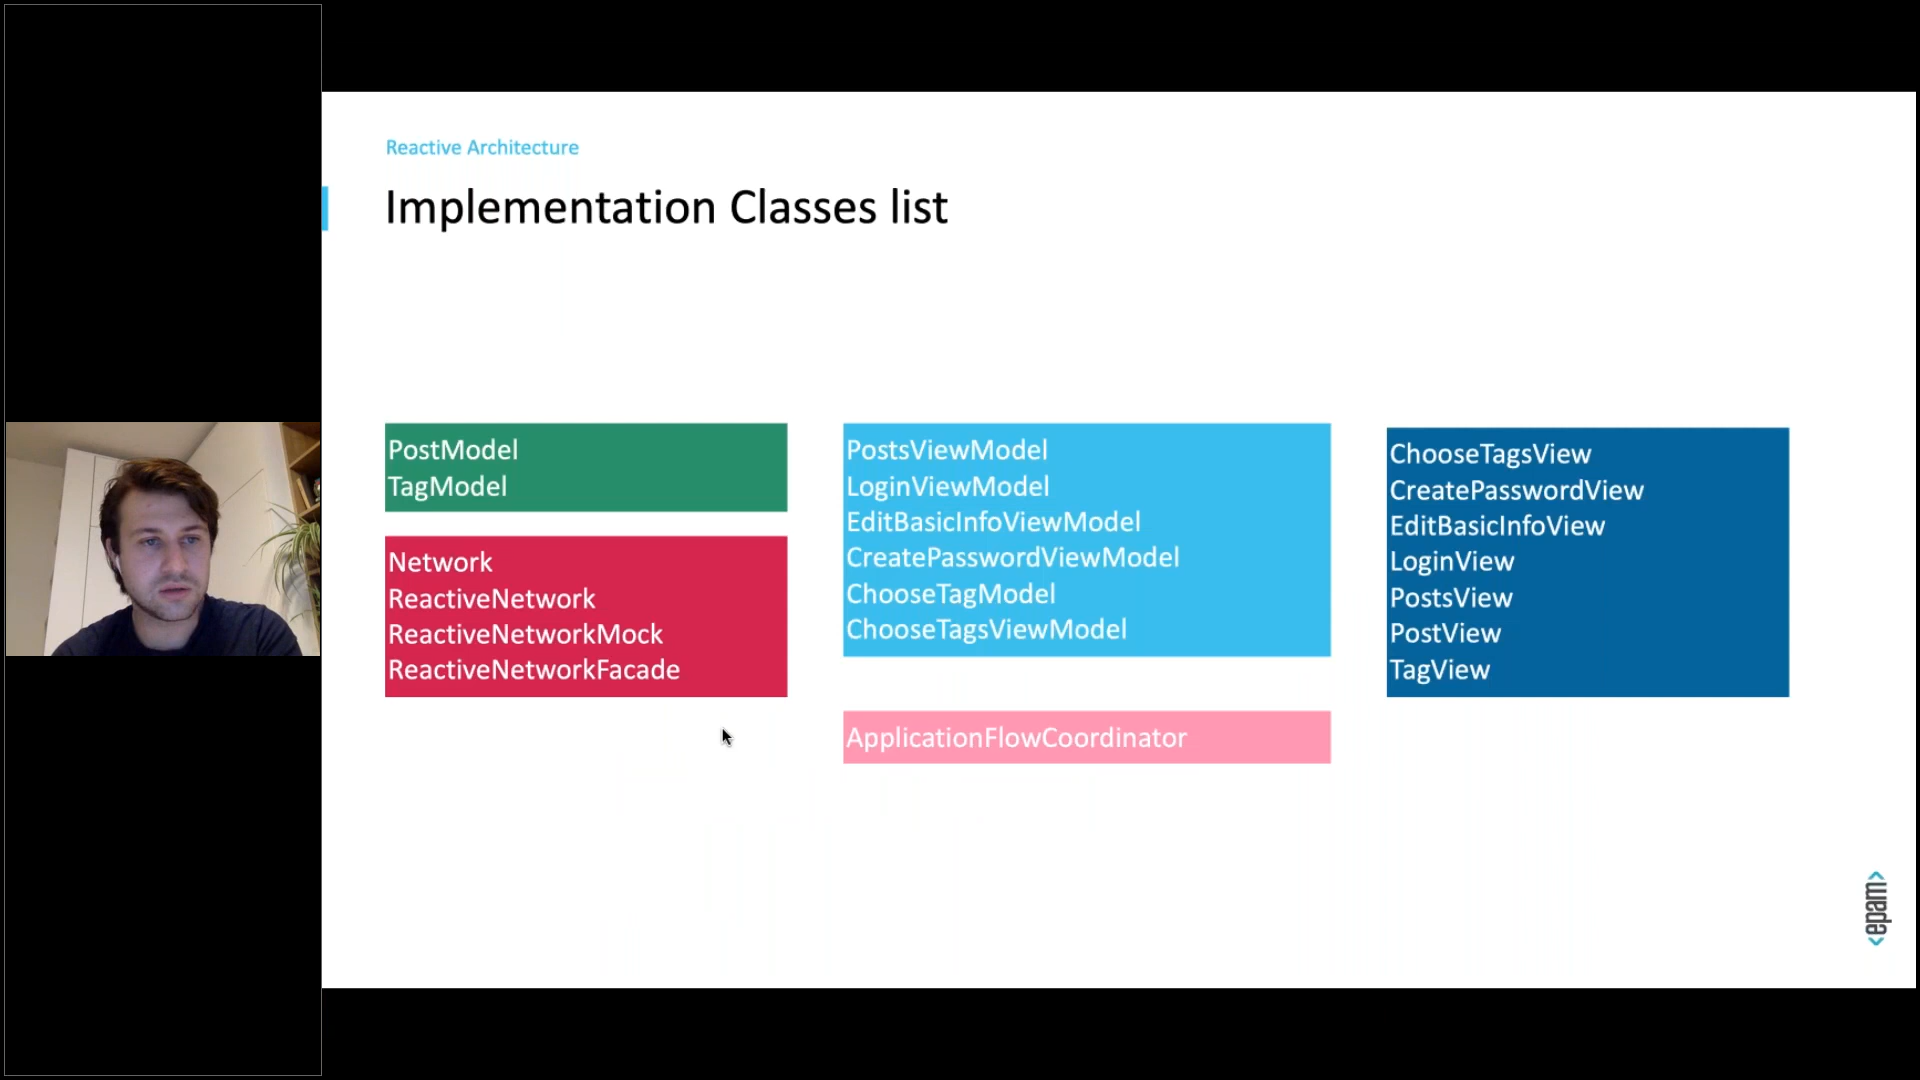 Reactive Architecture
Implementation Classes list
PostModel
TagModel
Network
ReactiveNetwork
ReactiveNetworkMock
ReactiveNetworkFacade
PostsViewModel
LoginViewModel
EditBasicInfoViewModel
CreatePasswordViewModel
ChooseTagModel
ChooseTagsViewModel
ApplicationFlowCoordinator
ChooseTagsView
CreatePasswordView
EditBasicInfoView
LoginView
PostsView
PostView
TagView
<epam>